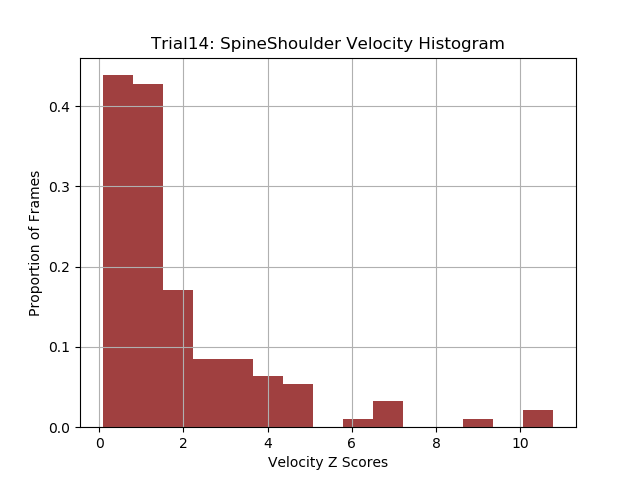 Trial14: SpineShoulder Velocity Histogram
Proportion of Frames
0.4
0.3
0.2
0.1
0.0
0 2 4 6 8 10
Velocity Z Scores